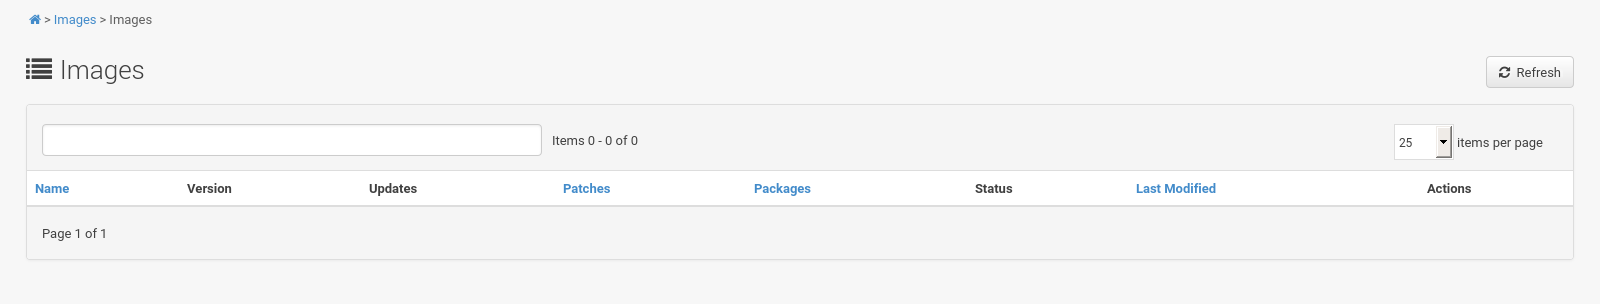 > Images > Images
Images
Refresh
Items 0 - 0 of 0
25 items per page
Name Version Updates Patches Packages Status Last Modified Actions
Page 1 of 1